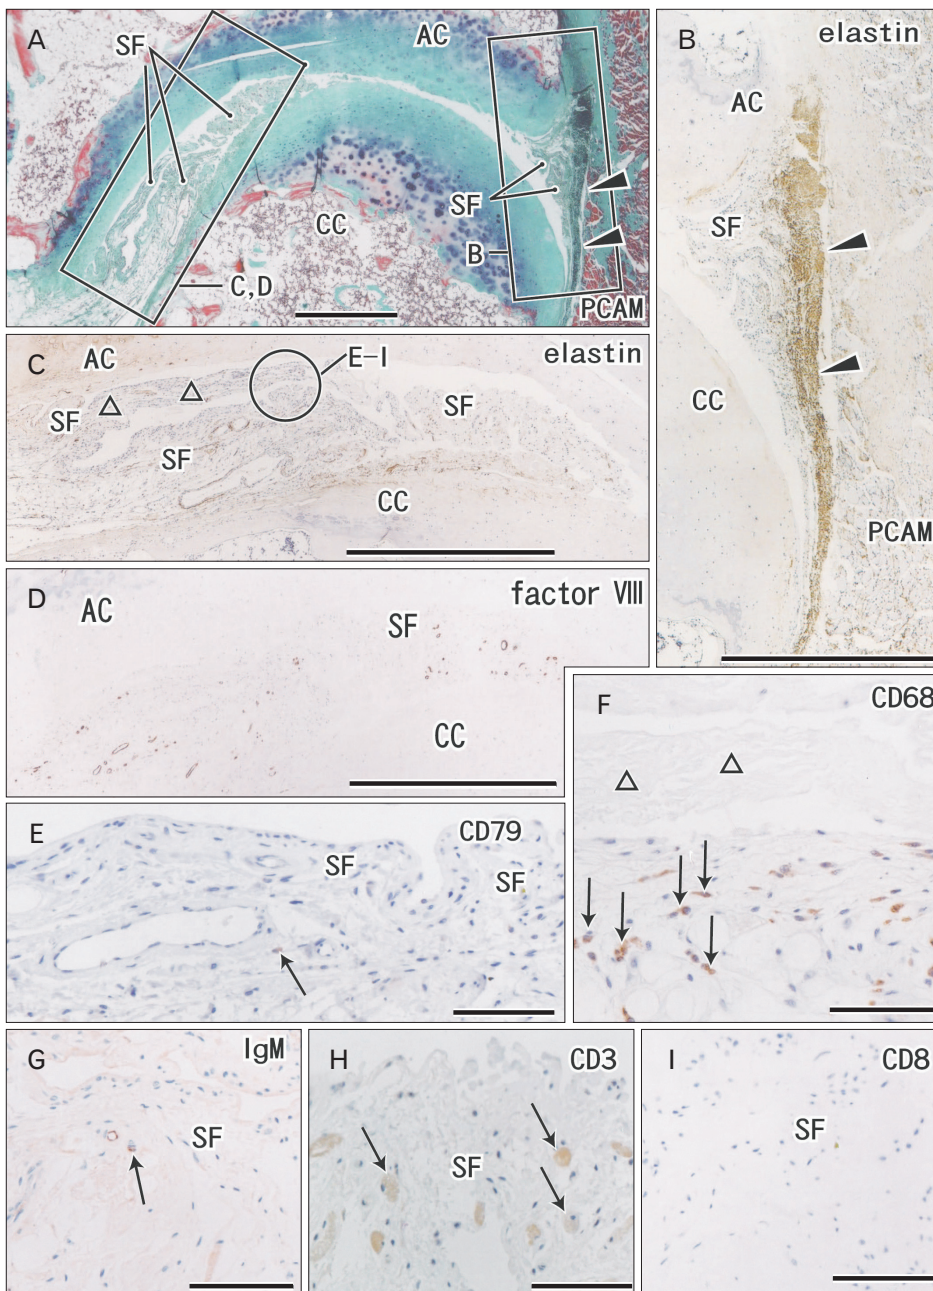 A
SF
AC
SF
CC
B
C,D
PCAM
B
elastin
AC
SF
CC
PCAM
C
AC
elastin
E–I
SF
SF
SF
CC
D
factor VIII
AC
SF
CC
E
CD79
SF
SF
F
CD68
G
IgM
SF
H
CD3
SF
I
CD8
SF